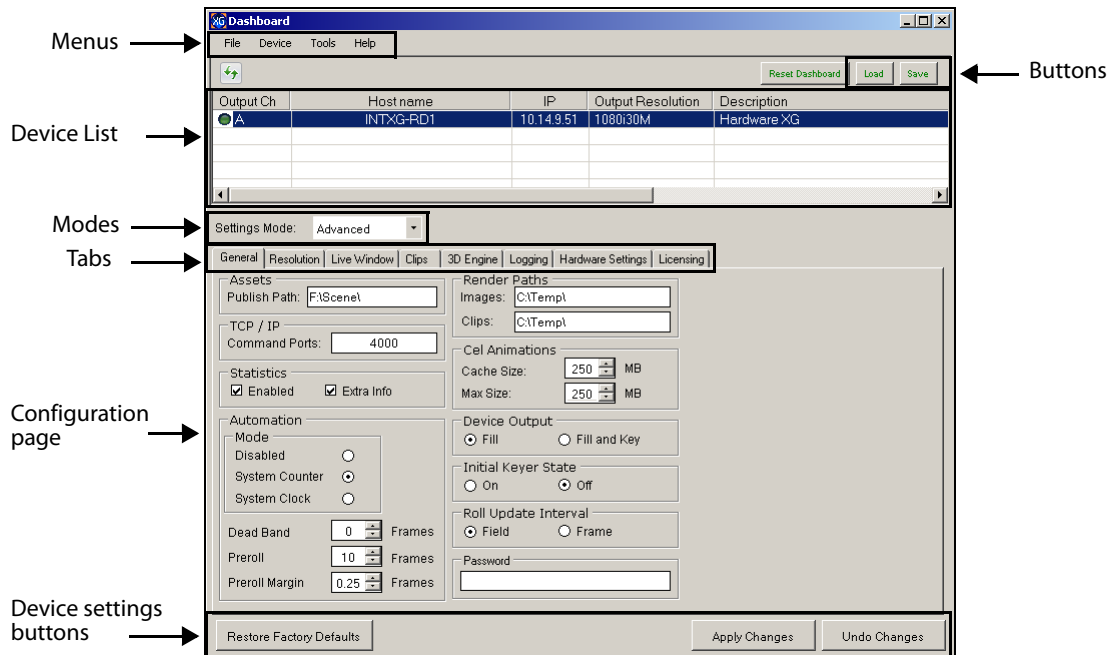 XG Dashboard
Menus
File Device Tools Help
Reset Dashboard Load Save
Buttons
Output Ch Host name IP Output Resolution Description
A INTXG-RD1 10.14.9.51 1080i30M Hardware XG
Device List
Modes
Settings Mode: Advanced
Tabs
General Resolution Live Window Clips 3D Engine Logging Hardware Settings Licensing
Assets
Publish Path: F:\Scene\
TCP / IP
Command Ports: 4000
Statistics
Enabled Extra Info
Automation
Mode
Disabled
System Counter
System Clock
Dead Band 0 Frames
Preroll 10 Frames
Preroll Margin 0.25 Frames
Render Paths
Images: C:\Temp\
Clips: C:\Temp\
Cel Animations
Cache Size: 250 MB
Max Size: 250 MB
Device Output
Fill Fill and Key
Initial Keyer State
On Off
Roll Update Interval
Field Frame
Password
Configuration
page
Device settings
buttons
Restore Factory Defaults Apply Changes Undo Changes